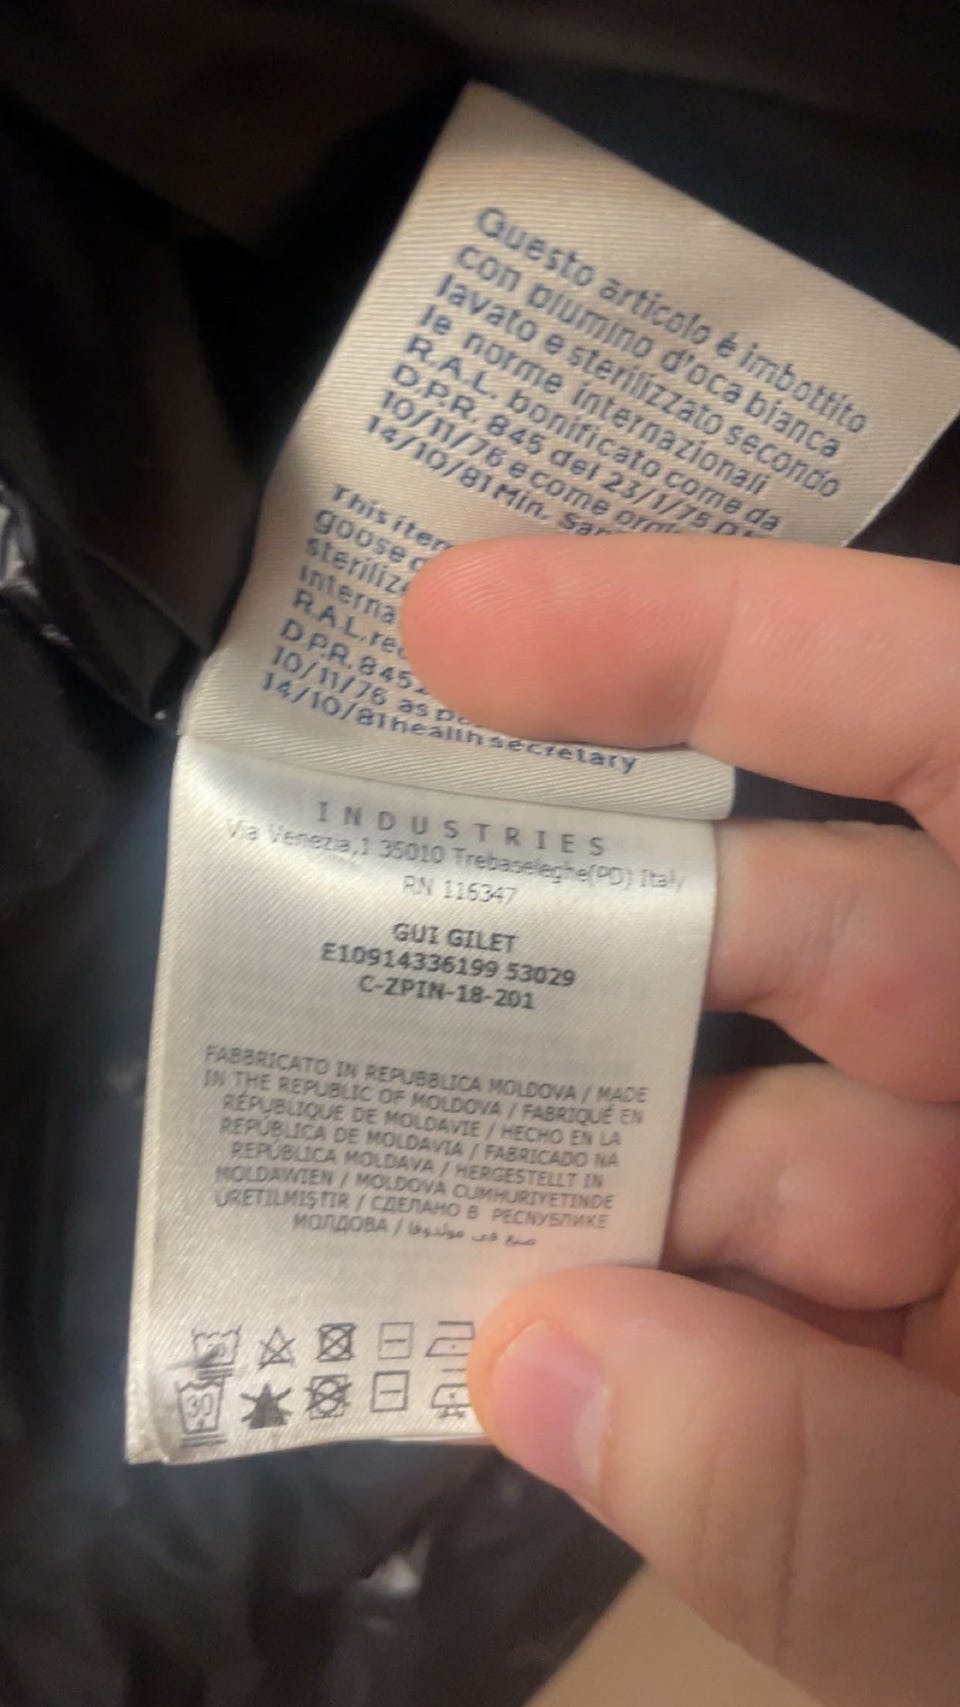 Questo articolo é imbottito
con piumino d'oca bianca
lavato e sterilizzato secondo
le norme internazionali
R.A.L. bonificato come da
D.P.R. 845 del 23/1/75
10/11/76 e come
14/10/81 Min.
This item
goose
R.A.L.
D.P.R. 845
10/11/76 as
14/10/81 health secretary
INDUSTRIES
Via Venezia,1 35010 Trebaseleghe(PD) Italy
RN 116347
GUI GILET
E10914336199 53029
C-ZPIN-18-201
FABBRICATO IN REPUBBLICA MOLDOVA / MADE
IN THE REPUBLIC OF MOLDOVA / FABRIQUÉ EN
RÉPUBLIQUE DE MOLDAVIE / HECHO EN LA
REPÚBLICA DE MOLDAVIA / FABRICADO NA
REPÚBLICA MOLDAVA / HERGESTELLT IN
MOLDAWIEN / MOLDOVA CUMHURİYETINDE
ÜRETILMIŞTIR / СДЕЛАНО В РЕСПУБЛИКЕ
МОЛДОВА / صنع في مولدوفا
30